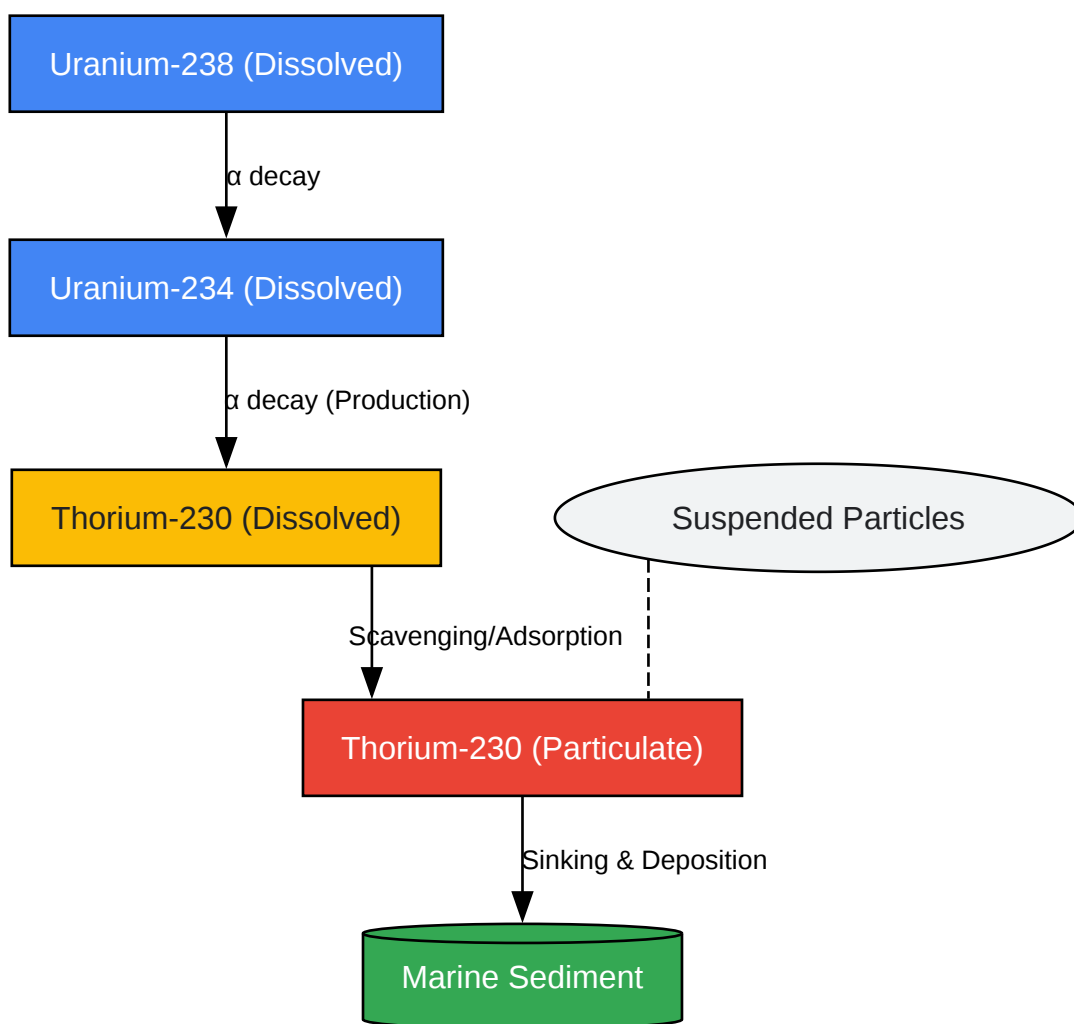 Uranium-238 (Dissolved)
α decay
Uranium-234 (Dissolved)
α decay (Production)
Thorium-230 (Dissolved)
Suspended Particles
Scavenging/Adsorption
Thorium-230 (Particulate)
Sinking & Deposition
Marine Sediment